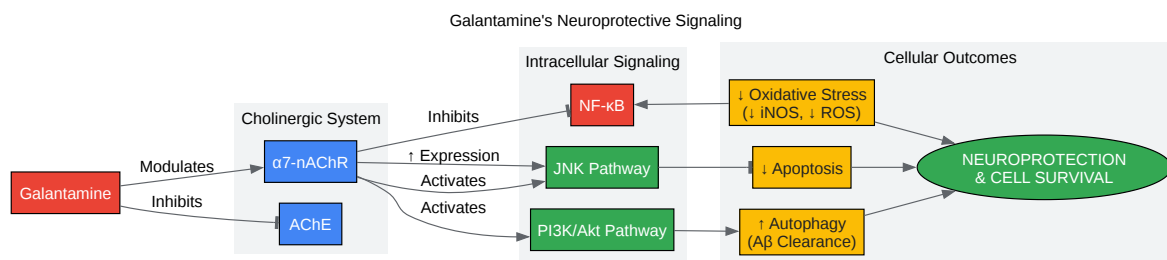 Galantamine's Neuroprotective Signaling
Cholinergic System
Intracellular Signaling
Cellular Outcomes
Galantamine
Modulates
Inhibits
α7-nAChR
AChE
Inhibits
↑ Expression
Activates
Activates
NF-κB
JNK Pathway
PI3K/Akt Pathway
↓ Oxidative Stress
(↓ iNOS, ↓ ROS)
↓ Apoptosis
↑ Autophagy
(Aβ Clearance)
NEUROPROTECTION
& CELL SURVIVAL